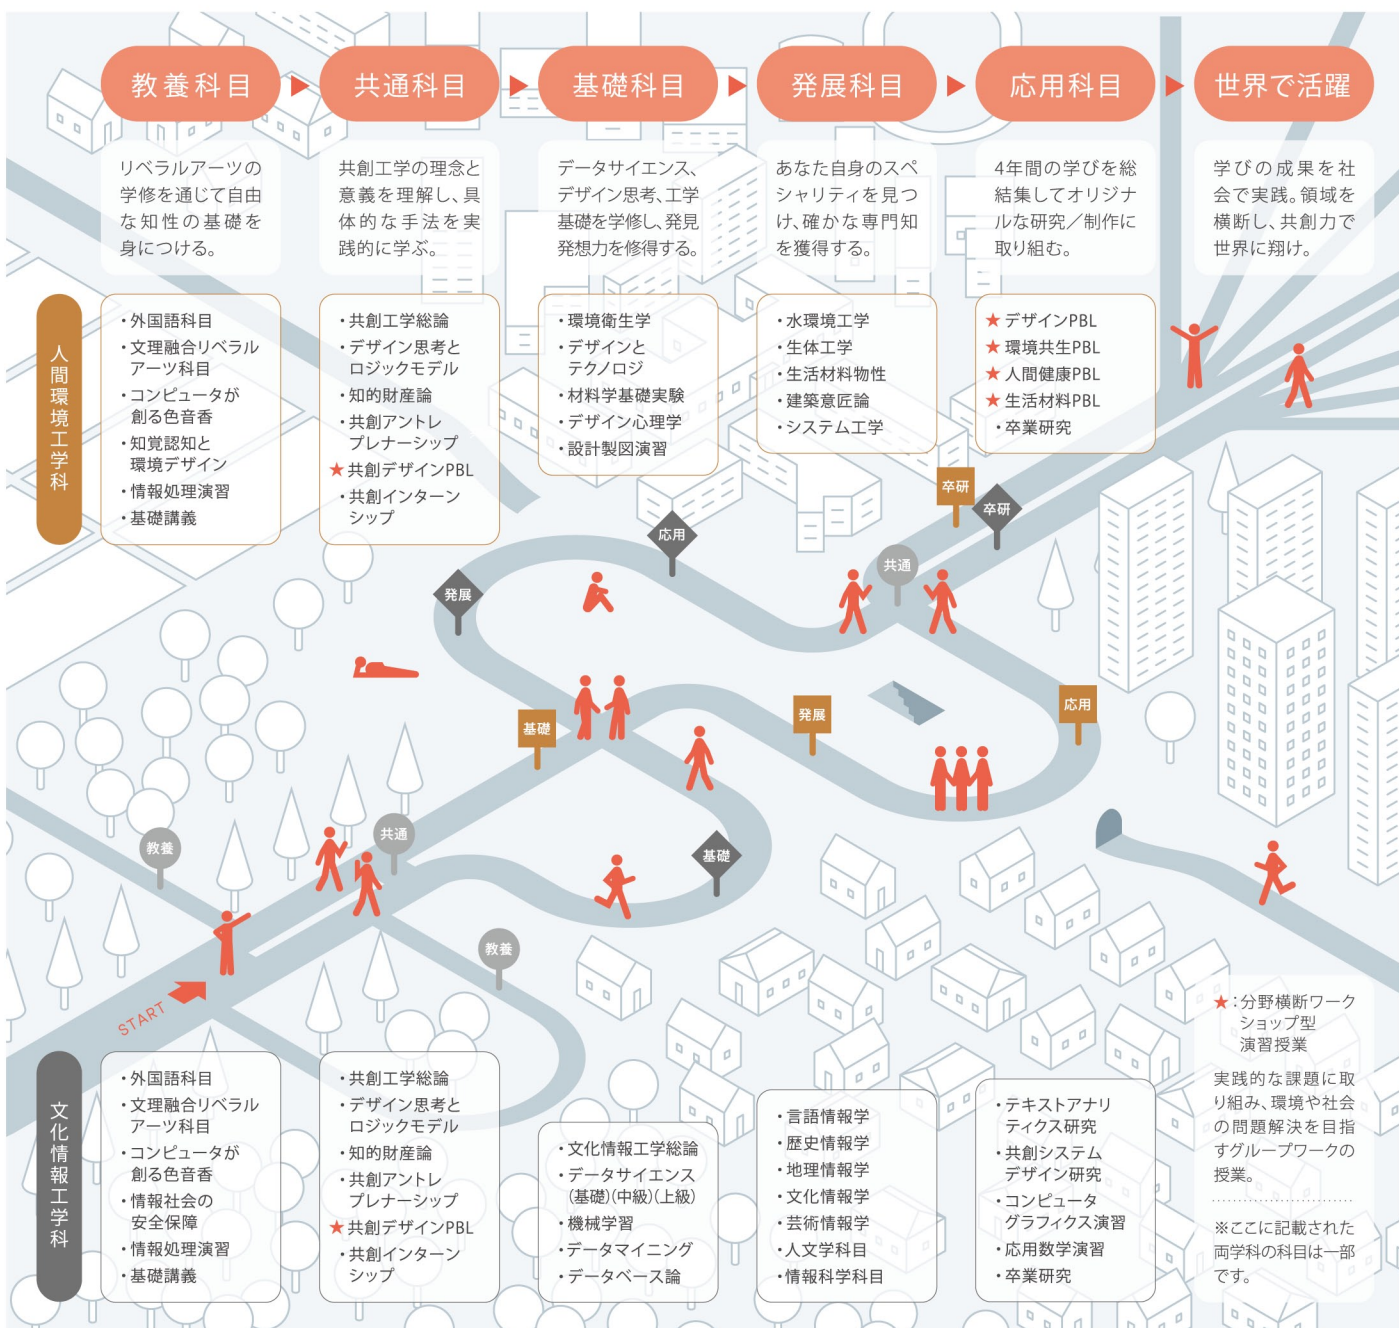 教養科目
共通科目
基礎科目
発展科目
応用科目
世界で活躍
リベラルアーツの
学修を通じて自由
な知性の基礎を
身につける。
共創工学の理念と
意義を理解し、具
体的な手法を実
践的に学ぶ。
データサイエンス、
デザイン思考、工学
基礎を学修し、発見
発想力を修得する。
あなた自身のスペ
シャリティを見つ
け、確かな専門知
を獲得する。
4年間の学びを総
結集してオリジナ
ルな研究／制作に
取り組む。
学びの成果を社
会で実践。領域を
横断し、共創力で
世界に翔け。
人間環境工学科
・外国語科目
・文理融合リベラル
アーツ科目
・コンピュータが
創る色音香
・知覚認知と
環境デザイン
・情報処理演習
・基礎講義
・共創工学総論
・デザイン思考と
ロジックモデル
・知的財産論
・共創アントレ
プレナーシップ
★共創デザインPBL
・共創インターン
シップ
・環境衛生学
・デザインと
テクノロジ
・材料学基礎実験
・デザイン心理学
・設計製図演習
・水環境工学
・生体工学
・生活材料物性
・建築意匠論
・システム工学
★デザインPBL
★環境共生PBL
★人間健康PBL
★生活材料PBL
・卒業研究
卒研
卒研
応用
共通
発展
基礎
発展
応用
教養
共通
基礎
教養
START
文化情報工学科
・外国語科目
・文理融合リベラル
アーツ科目
・コンピュータが
創る色音香
・情報社会の
安全保障
・情報処理演習
・基礎講義
・共創工学総論
・デザイン思考と
ロジックモデル
・知的財産論
・共創アントレ
プレナーシップ
★共創デザインPBL
・共創インターン
シップ
・文化情報工学総論
・データサイエンス
(基礎)(中級)(上級)
・機械学習
・データマイニング
・データベース論
・言語情報学
・歴史情報学
・地理情報学
・文化情報学
・芸術情報学
・人文学科目
・情報科学科目
・テキストアナリ
ティクス研究
・共創システム
デザイン研究
・コンピュータ
グラフィクス演習
・応用数学演習
・卒業研究
★：分野横断ワーク
ショップ型
演習授業
実践的な課題に取
り組み、環境や社会
の問題解決を目指
すグループワークの
授業。
※ここに記載された
両学科の科目は一部
です。